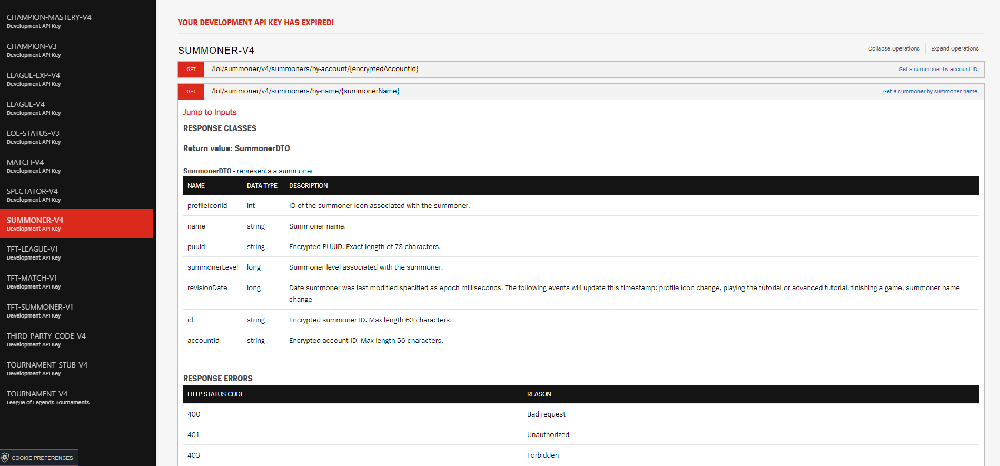 CHAMPION-MASTERY-V4
Development API Key
CHAMPION-V3
Development API Key
LEAGUE-EXP-V4
Development API Key
LEAGUE-V4
Development API Key
LOL-STATUS-V3
Development API Key
MATCH-V4
Development API Key
SPECTATOR-V4
Development API Key
SUMMONER-V4
Development API Key
TFT-LEAGUE-V1
Development API Key
TFT-MATCH-V1
Development API Key
TFT-SUMMONER-V1
Development API Key
THIRD-PARTY-CODE-V4
Development API Key
TOURNAMENT-STUB-V4
Development API Key
TOURNAMENT-V4
League of Legends Tournaments
COOKIE PREFERENCES
YOUR DEVELOPMENT API KEY HAS EXPIRED!
SUMMONER-V4 Collapse Operations Expand Operations
GET /lol/summoner/v4/summoners/by-account/{encryptedAccountId} Get a summoner by account ID.
GET /lol/summoner/v4/summoners/by-name/{summonerName} Get a summoner by summoner name.
Jump to Inputs
RESPONSE CLASSES
Return value: SummonerDTO
SummonerDTO - represents a summoner
NAME DATA TYPE DESCRIPTION
profileIconId int ID of the summoner icon associated with the summoner.
name string Summoner name.
puuid string Encrypted PUUID. Exact length of 78 characters.
summonerLevel long Summoner level associated with the summoner.
revisionDate long Date summoner was last modified specified as epoch milliseconds. The following events will update this timestamp: profile icon change, playing the tutorial or advanced tutorial, finishing a game, summoner name
change
id string Encrypted summoner ID. Max length 63 characters.
accountId string Encrypted account ID. Max length 56 characters.
RESPONSE ERRORS
HTTP STATUS CODE REASON
400 Bad request
401 Unauthorized
403 Forbidden